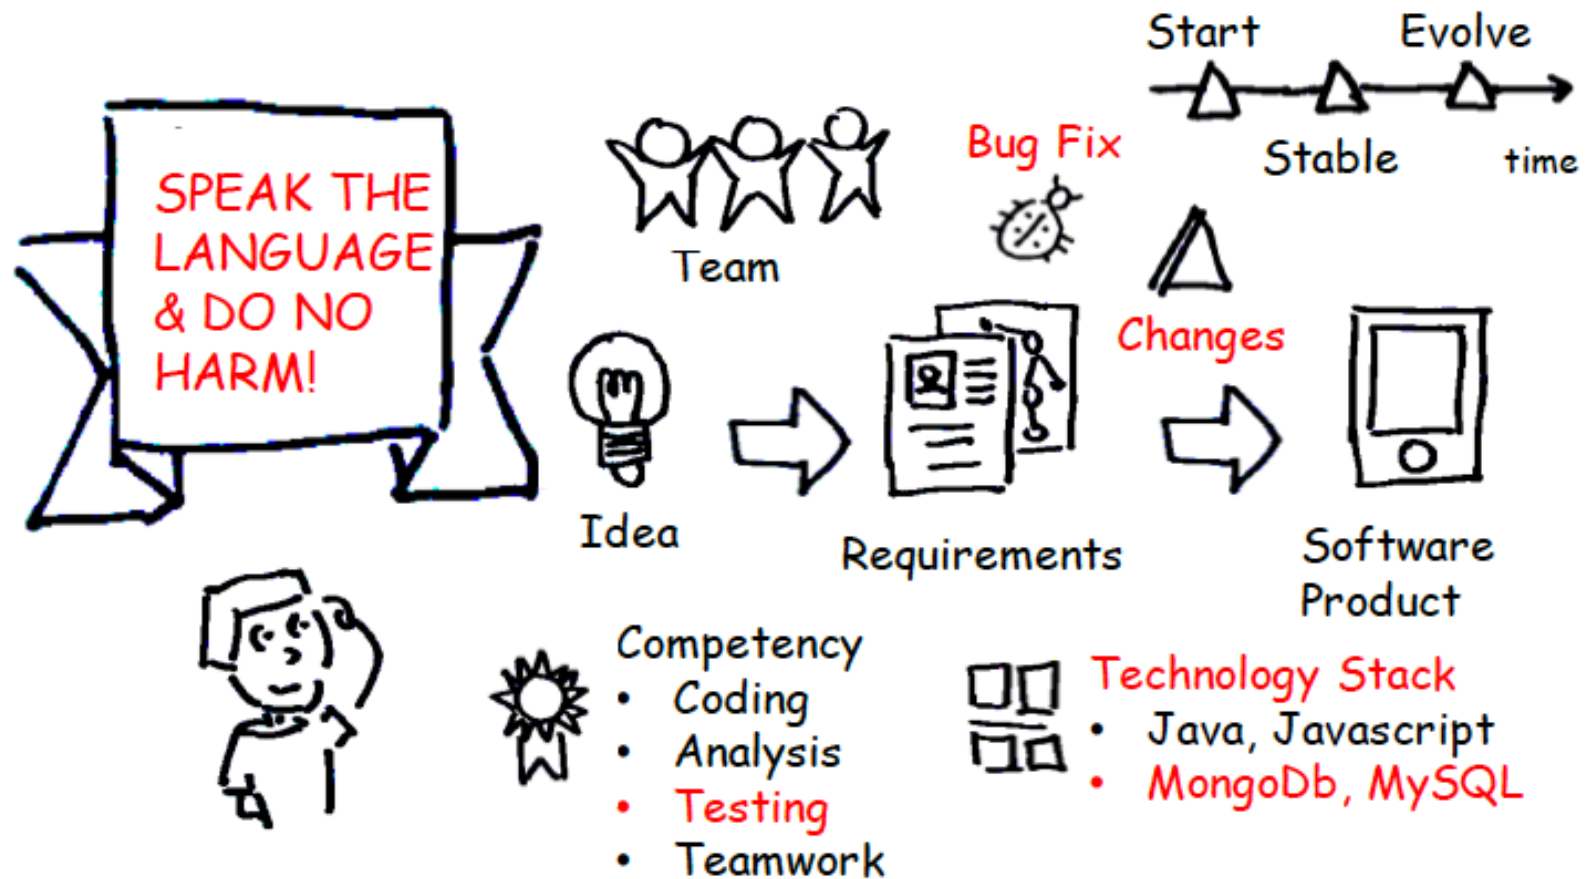 SPEAK THE
LANGUAGE
& DO NO
HARM!
Team
Bug Fix
Start
Evolve
Stable
time
Changes
Idea
Requirements
Software
Product
Competency
• Coding
• Analysis
• Testing
• Teamwork
Technology Stack
• Java, Javascript
• MongoDb, MySQL